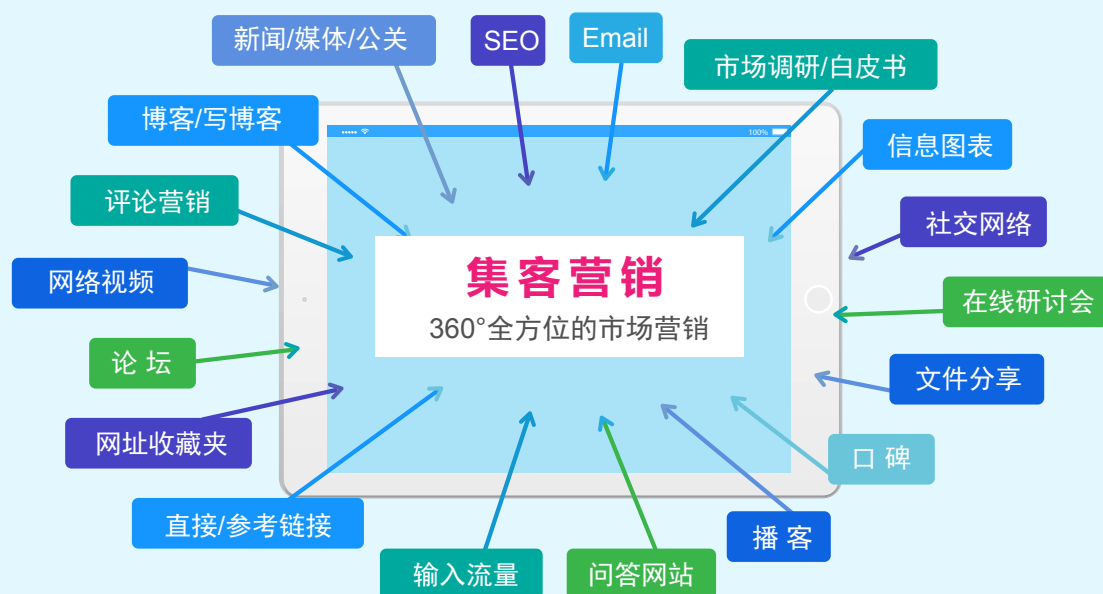 新闻/媒体/公关
SEO
Email
市场调研/白皮书
博客/写博客
100%
信息图表
评论营销
社交网络
网络视频
集客营销
360°全方位的市场营销
在线研讨会
论 坛
文件分享
网址收藏夹
口 碑
直接/参考链接
播 客
输入流量
问答网站